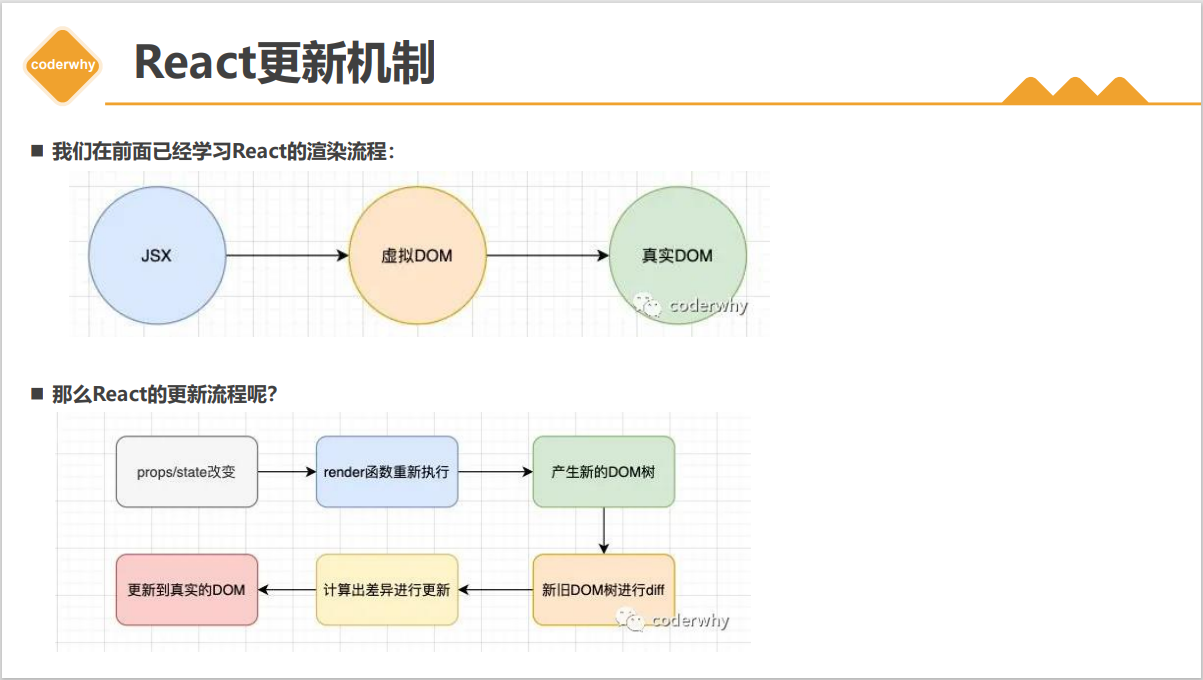 coderwhy
React更新机制
■ 我们在前面已经学习React的渲染流程：
JSX
虚拟DOM
真实DOM
coderwhy
■ 那么React的更新流程呢？
props/state改变
render函数重新执行
产生新的DOM树
更新到真实的DOM
计算出差异进行更新
新旧DOM树进行diff
coderwhy